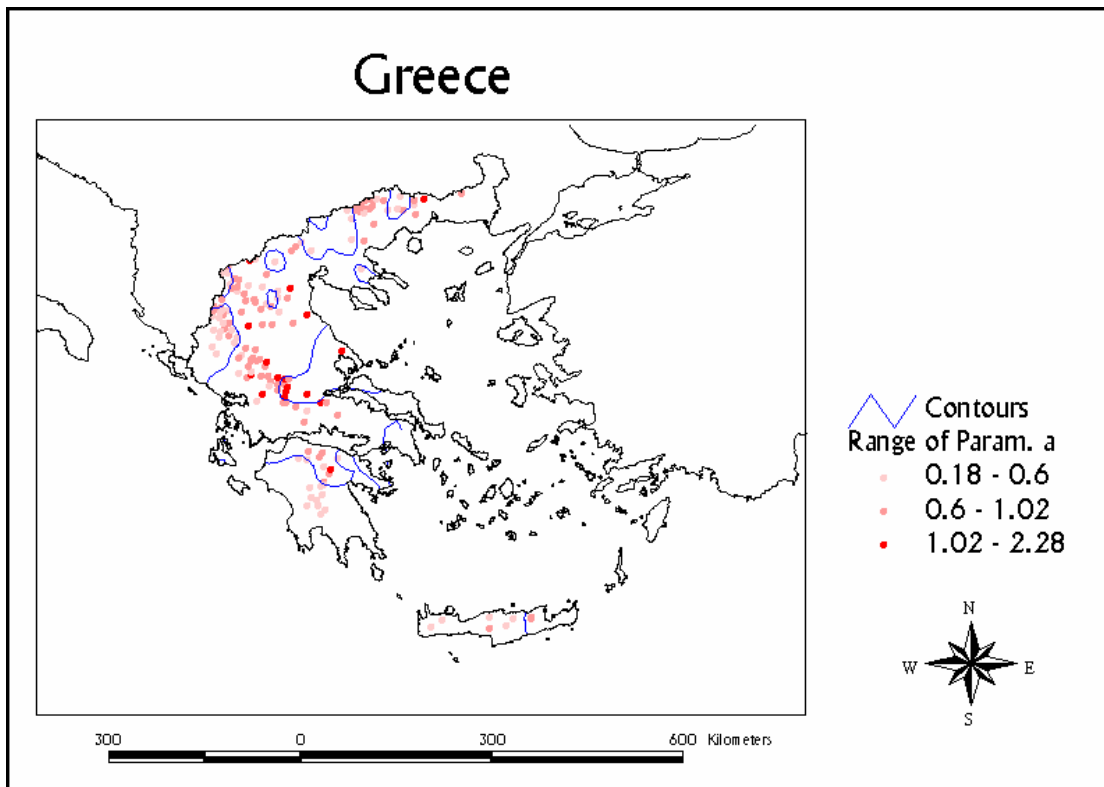 Greece
Contours
Range of Param. a
0.18 - 0.6
0.6 - 1.02
1.02 - 2.28
N
W E
S
300 0 300 600 Kilometers